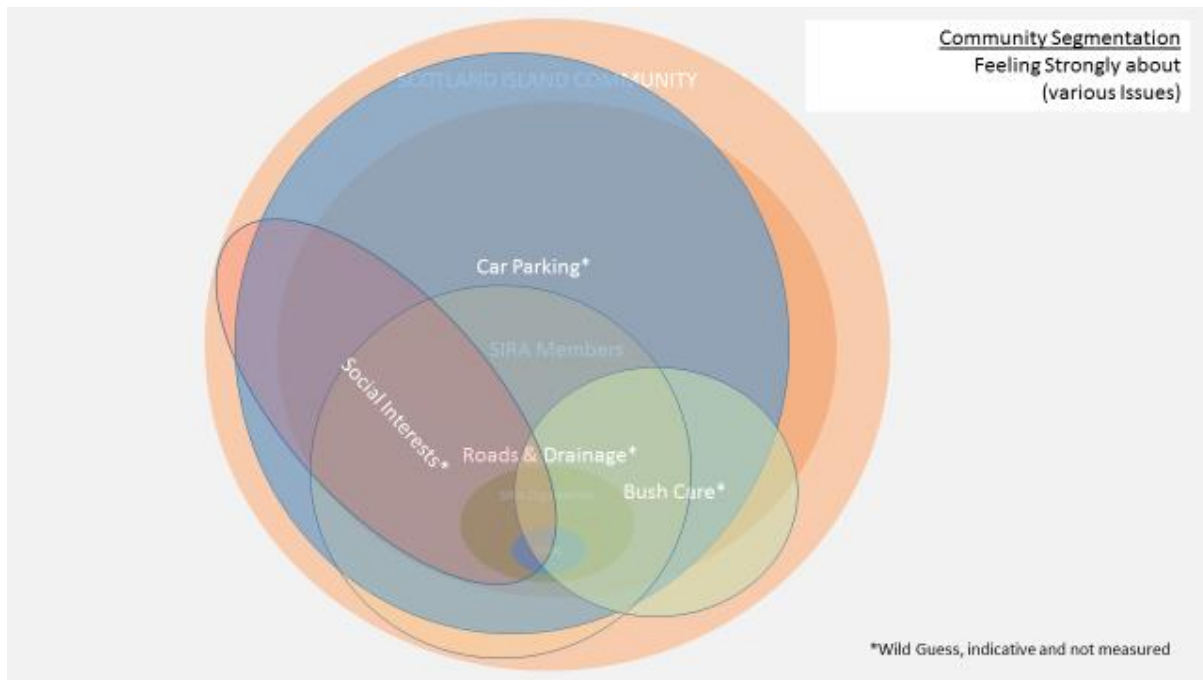 Community Segmentation
Feeling Strongly about
(various Issues)
SCOTLAND ISLAND COMMUNITY
Car Parking*
SIRA Members
Social Interests*
Roads & Drainage*
Bush Cure*
*Wild Guess, indicative and not measured